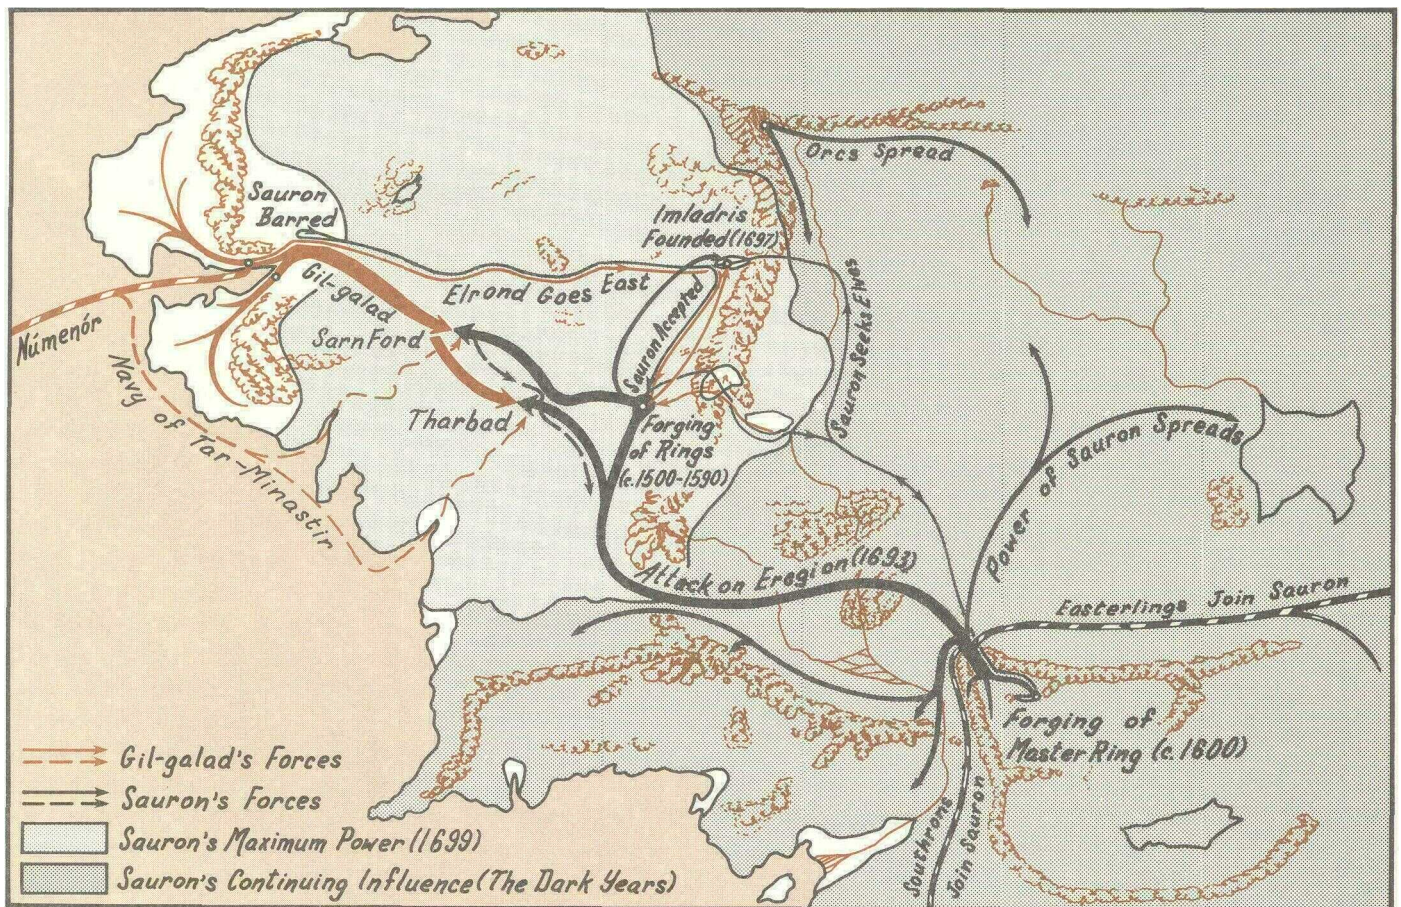 Orcs Spread
Sauron
Barred
Imladris
Founded (1697)
Elrond Goes East
Gil-galad
Númenór
Sarn Ford
Sauron Accepted
Sauron Seeks Elves
Navy of Tar-Minastir
Tharbad
Forging
of Rings
(c. 1500-1590)
Power of Sauron Spreads
Attack on Eregion (1693)
Easterlings Join Sauron
Forging of
Master Ring (c. 1600)
Southrons
Join Sauron
Gil-galad's Forces
Sauron's Forces
Sauron's Maximum Power (1699)
Sauron's Continuing Influence (The Dark Years)